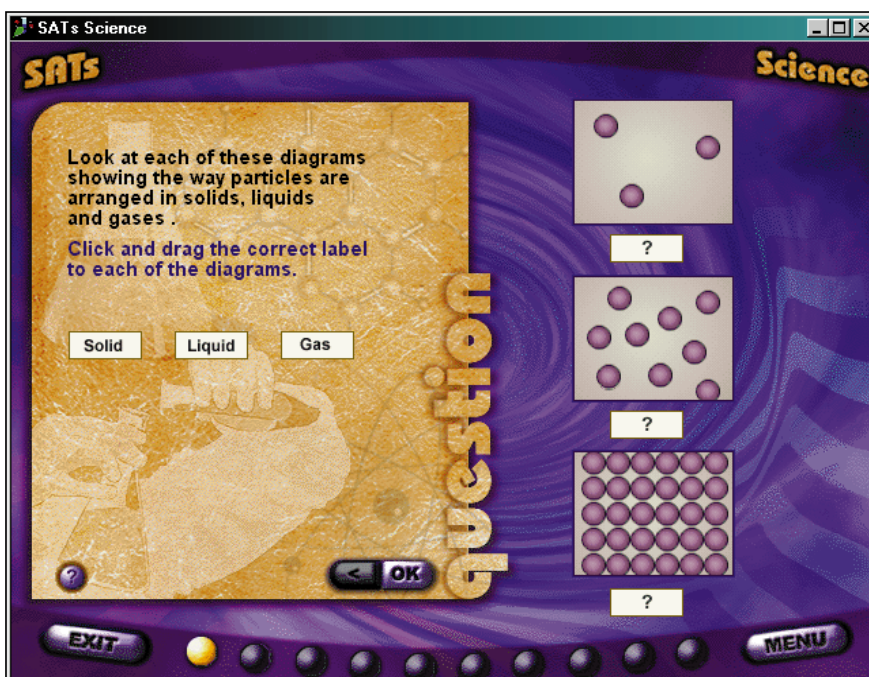 SATs Science
SATs
Science
Look at each of these diagrams
showing the way particles are
arranged in solids, liquids
and gases .
Click and drag the correct label
to each of the diagrams.
Solid
Liquid
Gas
question
?
?
?
?
< OK
EXIT
MENU